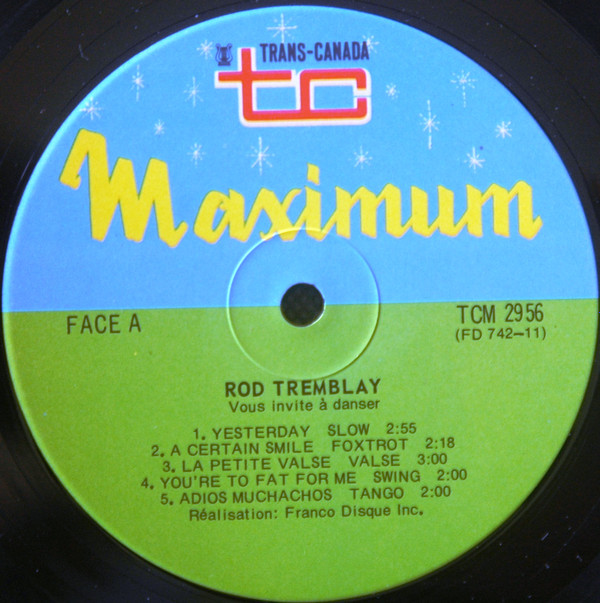 TRANS-CANADA
tc
Maximum
FACE A
TCM 2956
(FD 742-11)
ROD TREMBLAY
Vous invite à danser
1. YESTERDAY SLOW 2:55
2. A CERTAIN SMILE FOXTROT 2:18
3. LA PETITE VALSE VALSE 3:00
4. YOU'RE TO FAT FOR ME SWING 2:00
5. ADIOS MUCHACHOS TANGO 2:00
Réalisation: Franco Disque Inc.